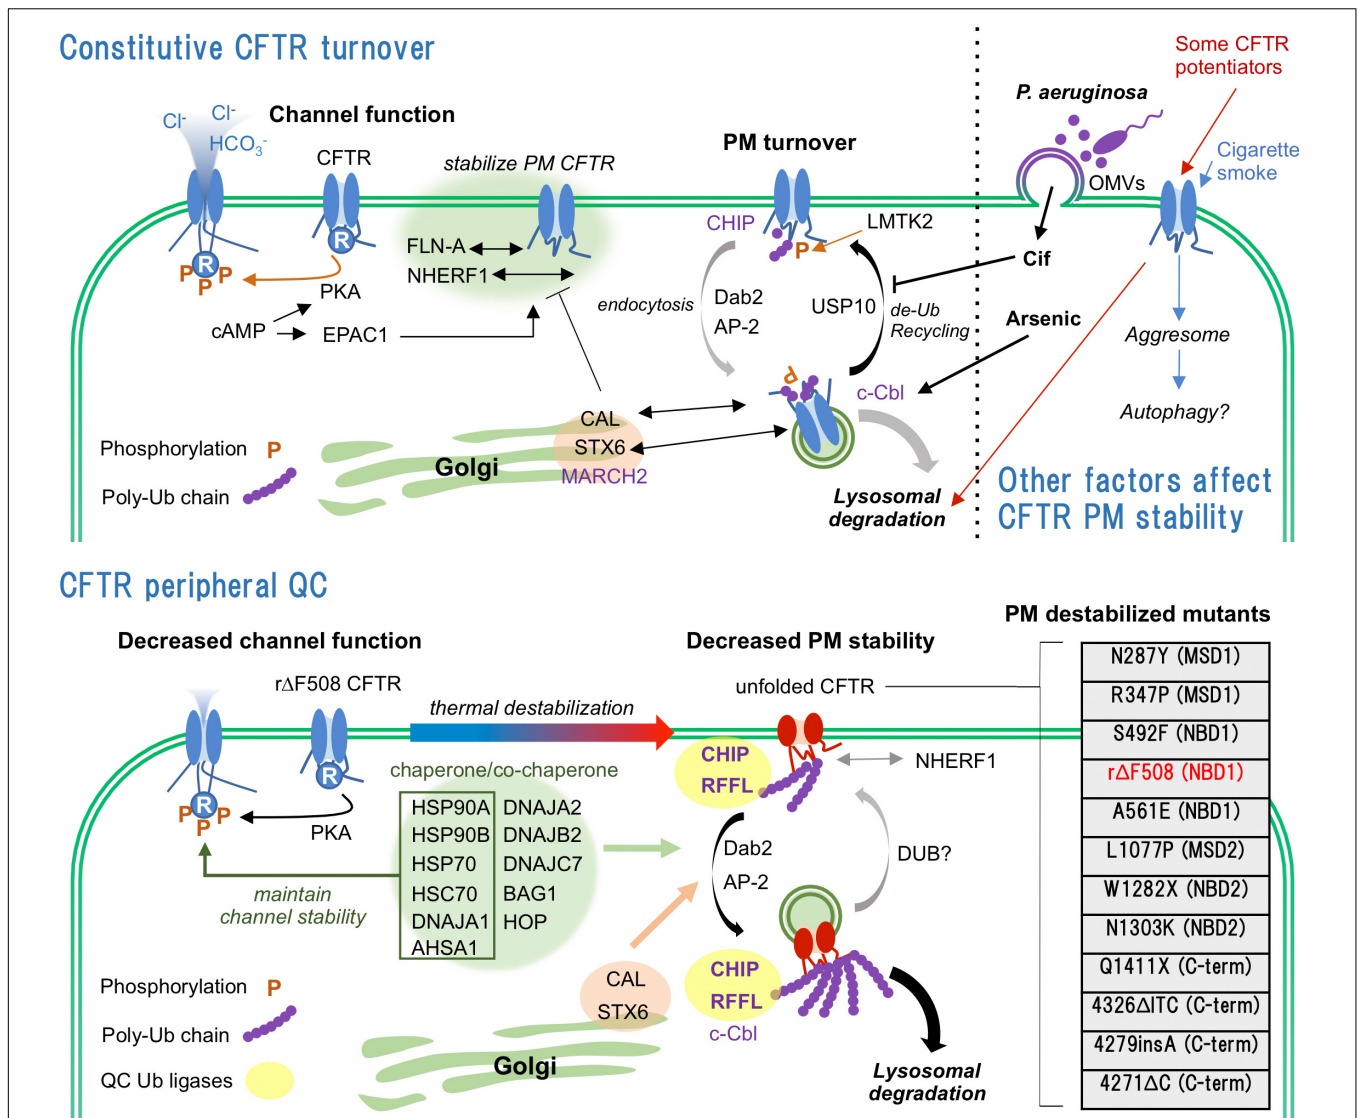 Constitutive CFTR turnover
Some CFTR
potentiators
P. aeruginosa
Cl-
Cl-
HCO3-
Channel function
CFTR
stabilize PM CFTR
PM turnover
Cigarette
smoke
OMVs
CHIP
LMTK2
P
R
FLN-A
NHERF1
R
P P P
PKA
cAMP
EPAC1
endocytosis
Dab2
AP-2
USP10
de-Ub
Recycling
Cif
Arsenic
Aggresome
Autophagy?
P
c-Cbl
CAL
STX6
MARCH2
Golgi
Phosphorylation P
Poly-Ub chain
Lysosomal
degradation
Other factors affect
CFTR PM stability
CFTR peripheral QC
PM destabilized mutants
Decreased channel function
Decreased PM stability
rΔF508 CFTR
unfolded CFTR
thermal destabilization
N287Y (MSD1)
R347P (MSD1)
S492F (NBD1)
rΔF508 (NBD1)
A561E (NBD1)
L1077P (MSD2)
W1282X (NBD2)
N1303K (NBD2)
Q1411X (C-term)
4326ΔITC (C-term)
4279insA (C-term)
4271ΔC (C-term)
CHIP
RFFL
NHERF1
R
R
P P P
PKA
chaperone/co-chaperone
HSP90A DNAJA2
HSP90B DNAJB2
HSP70 DNAJC7
HSC70 BAG1
DNAJA1 HOP
AHSA1
maintain
channel stability
Dab2
AP-2
DUB?
CAL
STX6
CHIP
RFFL
c-Cbl
Golgi
Phosphorylation P
Poly-Ub chain
QC Ub ligases
Lysosomal
degradation